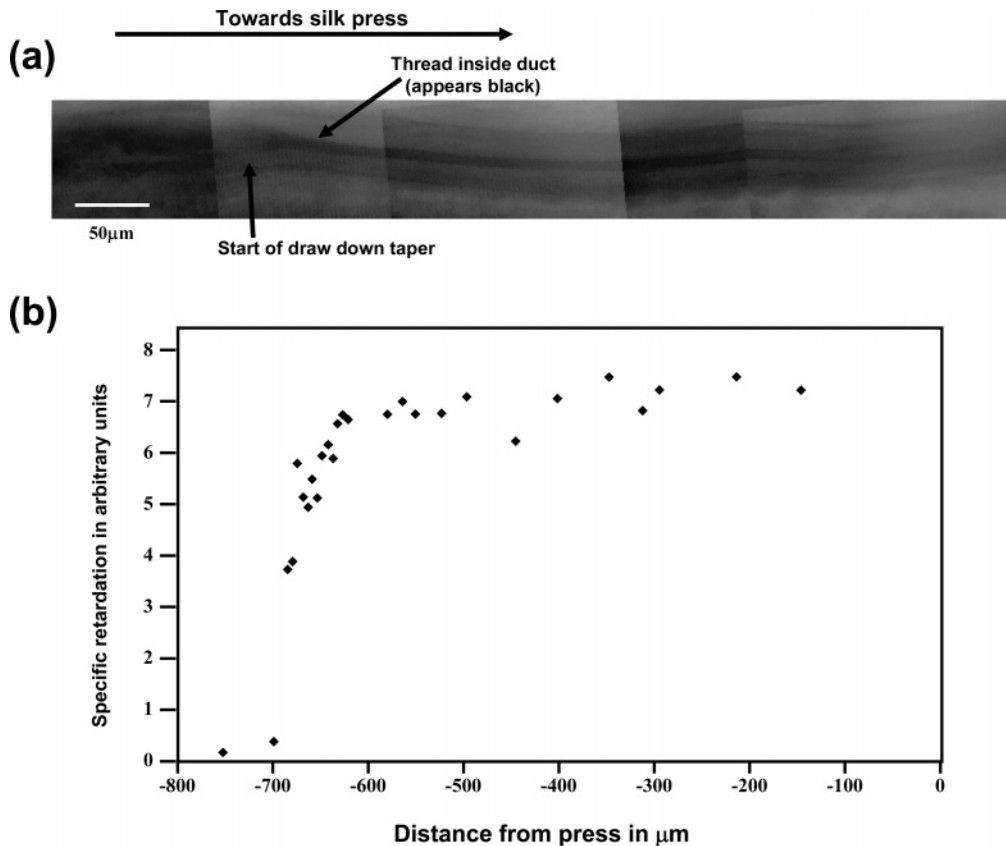 Towards silk press
(a)
Thread inside duct
(appears black)
50μm
Start of draw down taper
(b)
8
7
6
5
4
3
2
1
0
Specific retardation in arbitrary units
-800 -700 -600 -500 -400 -300 -200 -100 0
Distance from press in μm